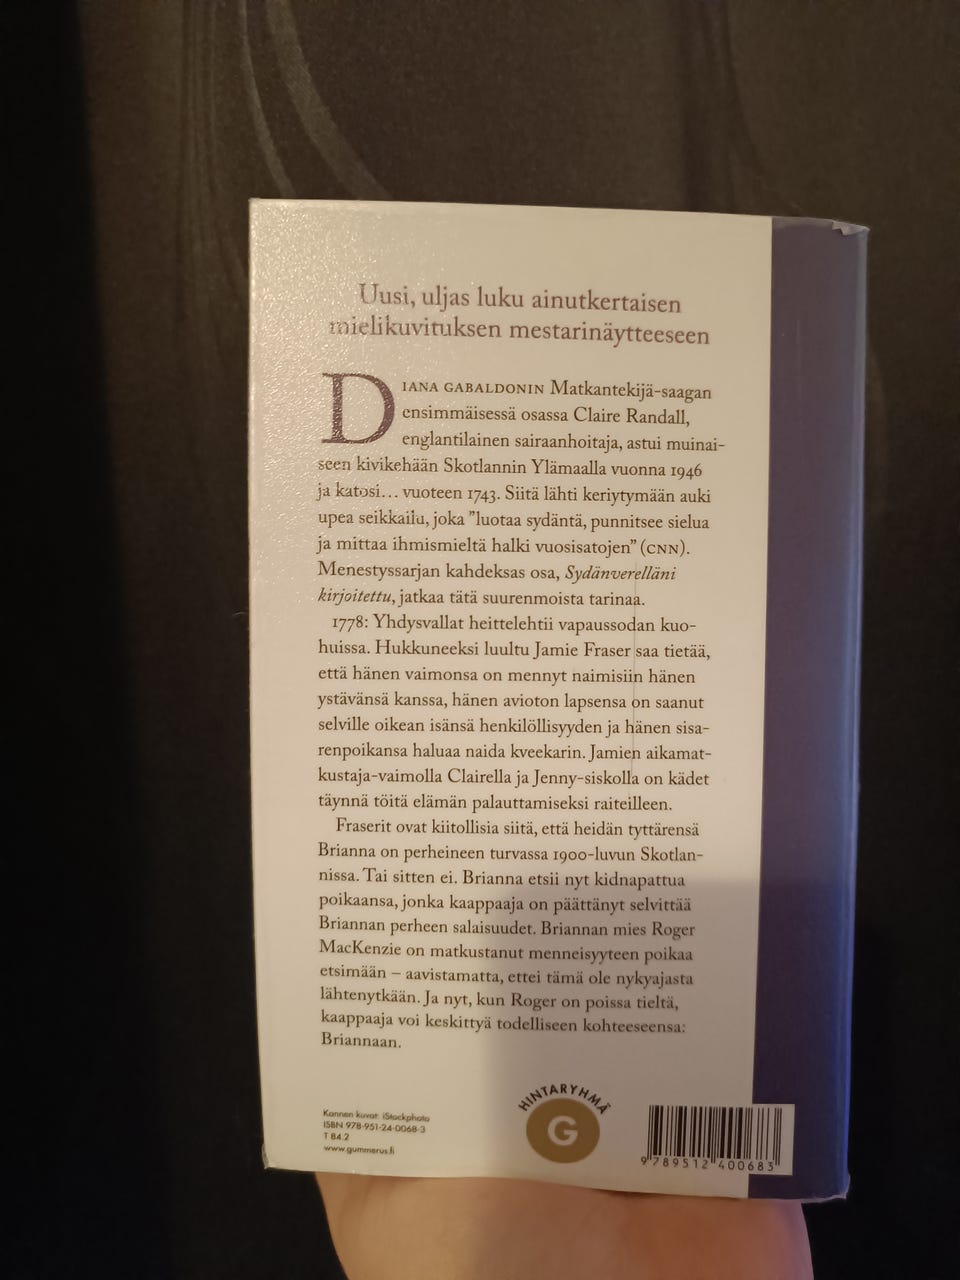 Uusi, uljas luku ainutkertaisen
mielikuvituksen mestarinäytteeseen
DIANA GABALDONIN Matkantekijä-saagan
ensimmäisessä osassa Claire Randall,
englantilainen sairaanhoitaja, astui muinai-
seen kivikehään Skotlannin Ylämaalla vuonna 1946
ja katosi... vuoteen 1743. Siitä lähti keriytymään auki
upea seikkailu, joka ”luotaa sydäntä, punnitsee sielua
ja mittaa ihmismieltä halki vuosisatojen” (CNN).
Menestyssarjan kahdeksas osa, Sydänverelläni
kirjoitettu, jatkaa tätä suurenmoista tarinaa.
1778: Yhdysvallat heittelehtii vapaussodan kuo-
huissa. Hukkuneeksi luultu Jamie Fraser saa tietää,
että hänen vaimonsa on mennyt naimisiin hänen
ystävänsä kanssa, hänen avioton lapsensa on saanut
selville oikean isänsä henkilöllisyyden ja hänen sisa-
renpoikansa haluaa naida kveekarin. Jamien aikamat-
kustaja-vaimolla Clairella ja Jenny-siskolla on kädet
täynnä töitä elämän palauttamiseksi raiteilleen.
Fraserit ovat kiitollisia siitä, että heidän tyttärensä
Brianna on perheineen turvassa 1900-luvun Skotlan-
nissa. Tai sitten ei. Brianna etsii nyt kidnapattua
poikaansa, jonka kaappaaja on päättänyt selvittää
Briannan perheen salaisuudet. Briannan mies Roger
MacKenzie on matkustanut menneisyyteen poikaa
etsimään – aavistamatta, ettei tämä ole nykyajasta
lähtenytkään. Ja nyt, kun Roger on poissa tieltä,
kaappaaja voi keskittyä todelliseen kohteeseensa:
Briannaan.
Kannen kuvat: iStockphoto
ISBN 978-951-24-0068-3
T 84.2
www.gummerus.fi
HINTARYHMÄ
G
9 789512 400683